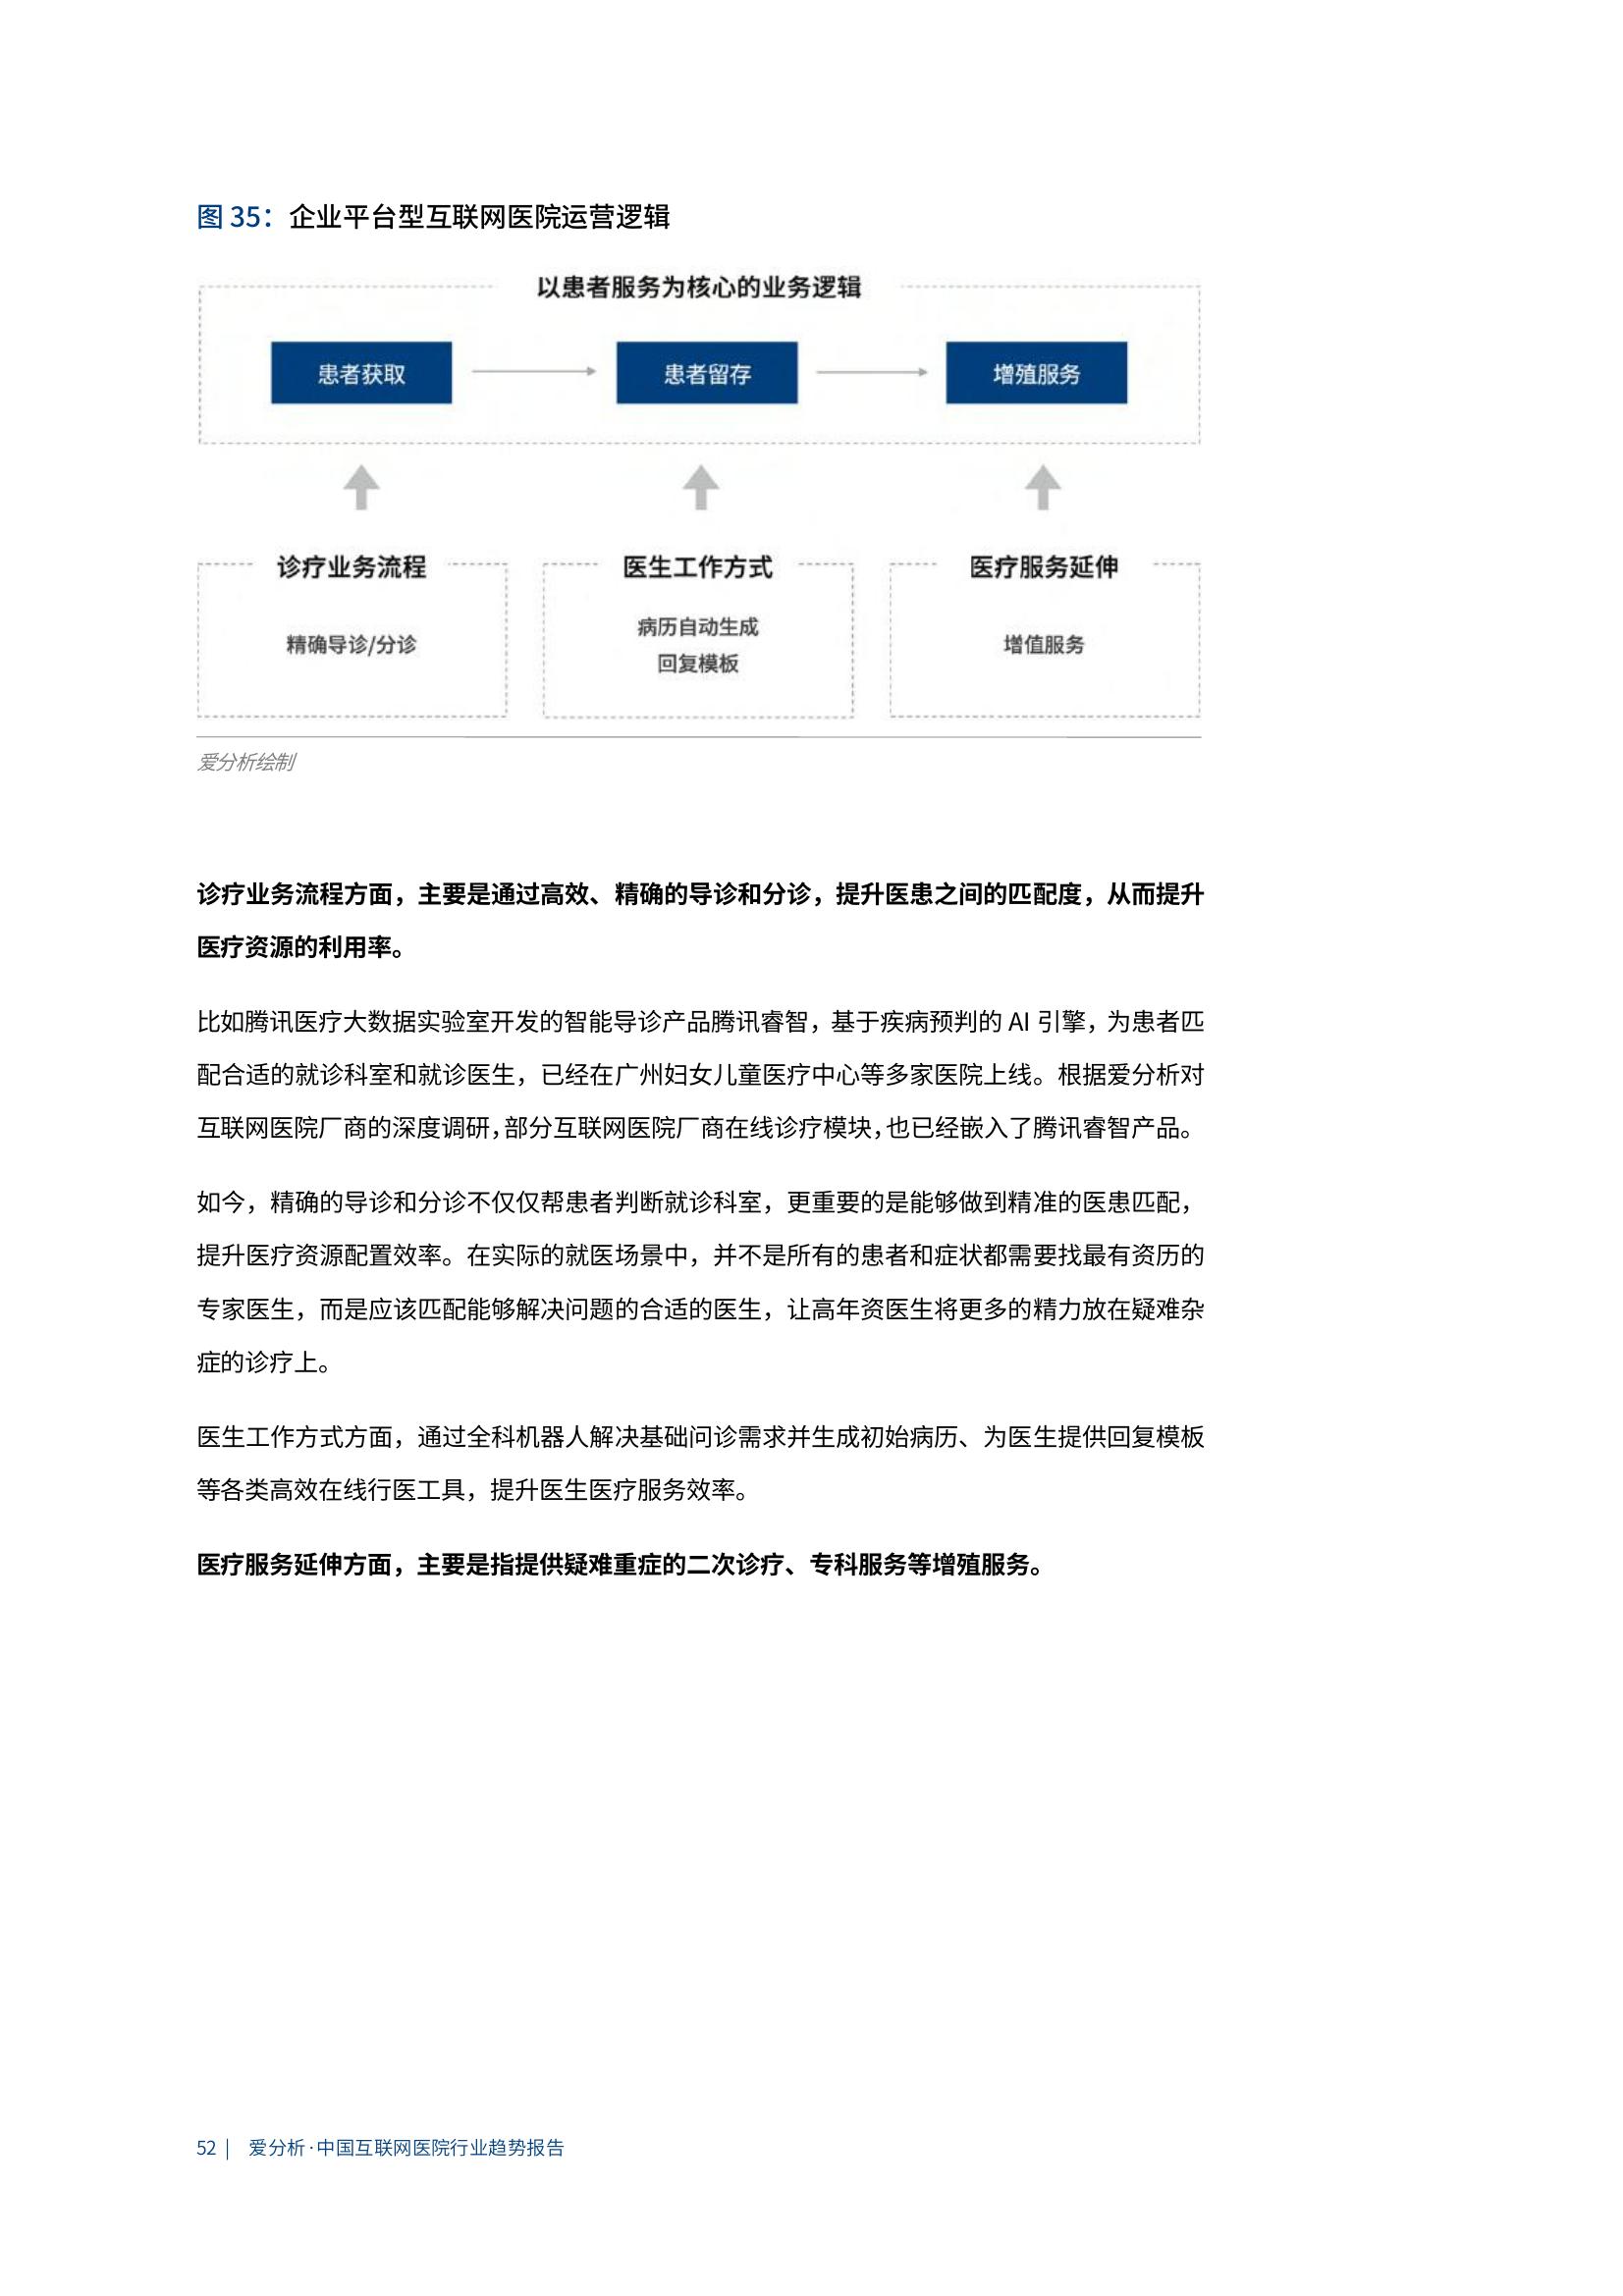 图 35：企业平台型互联网医院运营逻辑
以患者服务为核心的业务逻辑
患者获取
患者留存
增殖服务
诊疗业务流程
医生工作方式
医疗服务延伸
精确导诊/分诊
病历自动生成
回复模板
增值服务
爱分析绘制
诊疗业务流程方面，主要是通过高效、精确的导诊和分诊，提升医患之间的匹配度，从而提升
医疗资源的利用率。
比如腾讯医疗大数据实验室开发的智能导诊产品腾讯睿智，基于疾病预判的 AI 引擎，为患者匹
配合适的就诊科室和就诊医生，已经在广州妇女儿童医疗中心等多家医院上线。根据爱分析对
互联网医院厂商的深度调研，部分互联网医院厂商在线诊疗模块，也已经嵌入了腾讯睿智产品。
如今，精确的导诊和分诊不仅仅帮患者判断就诊科室，更重要的是能够做到精准的医患匹配，
提升医疗资源配置效率。在实际的就医场景中，并不是所有的患者和症状都需要找最有资历的
专家医生，而是应该匹配能够解决问题的合适的医生，让高年资医生将更多的精力放在疑难杂
症的诊疗上。
医生工作方式方面，通过全科机器人解决基础问诊需求并生成初始病历、为医生提供回复模板
等各类高效在线行医工具，提升医生医疗服务效率。
医疗服务延伸方面，主要是指提供疑难重症的二次诊疗、专科服务等增殖服务。
52 | 爱分析·中国互联网医院行业趋势报告